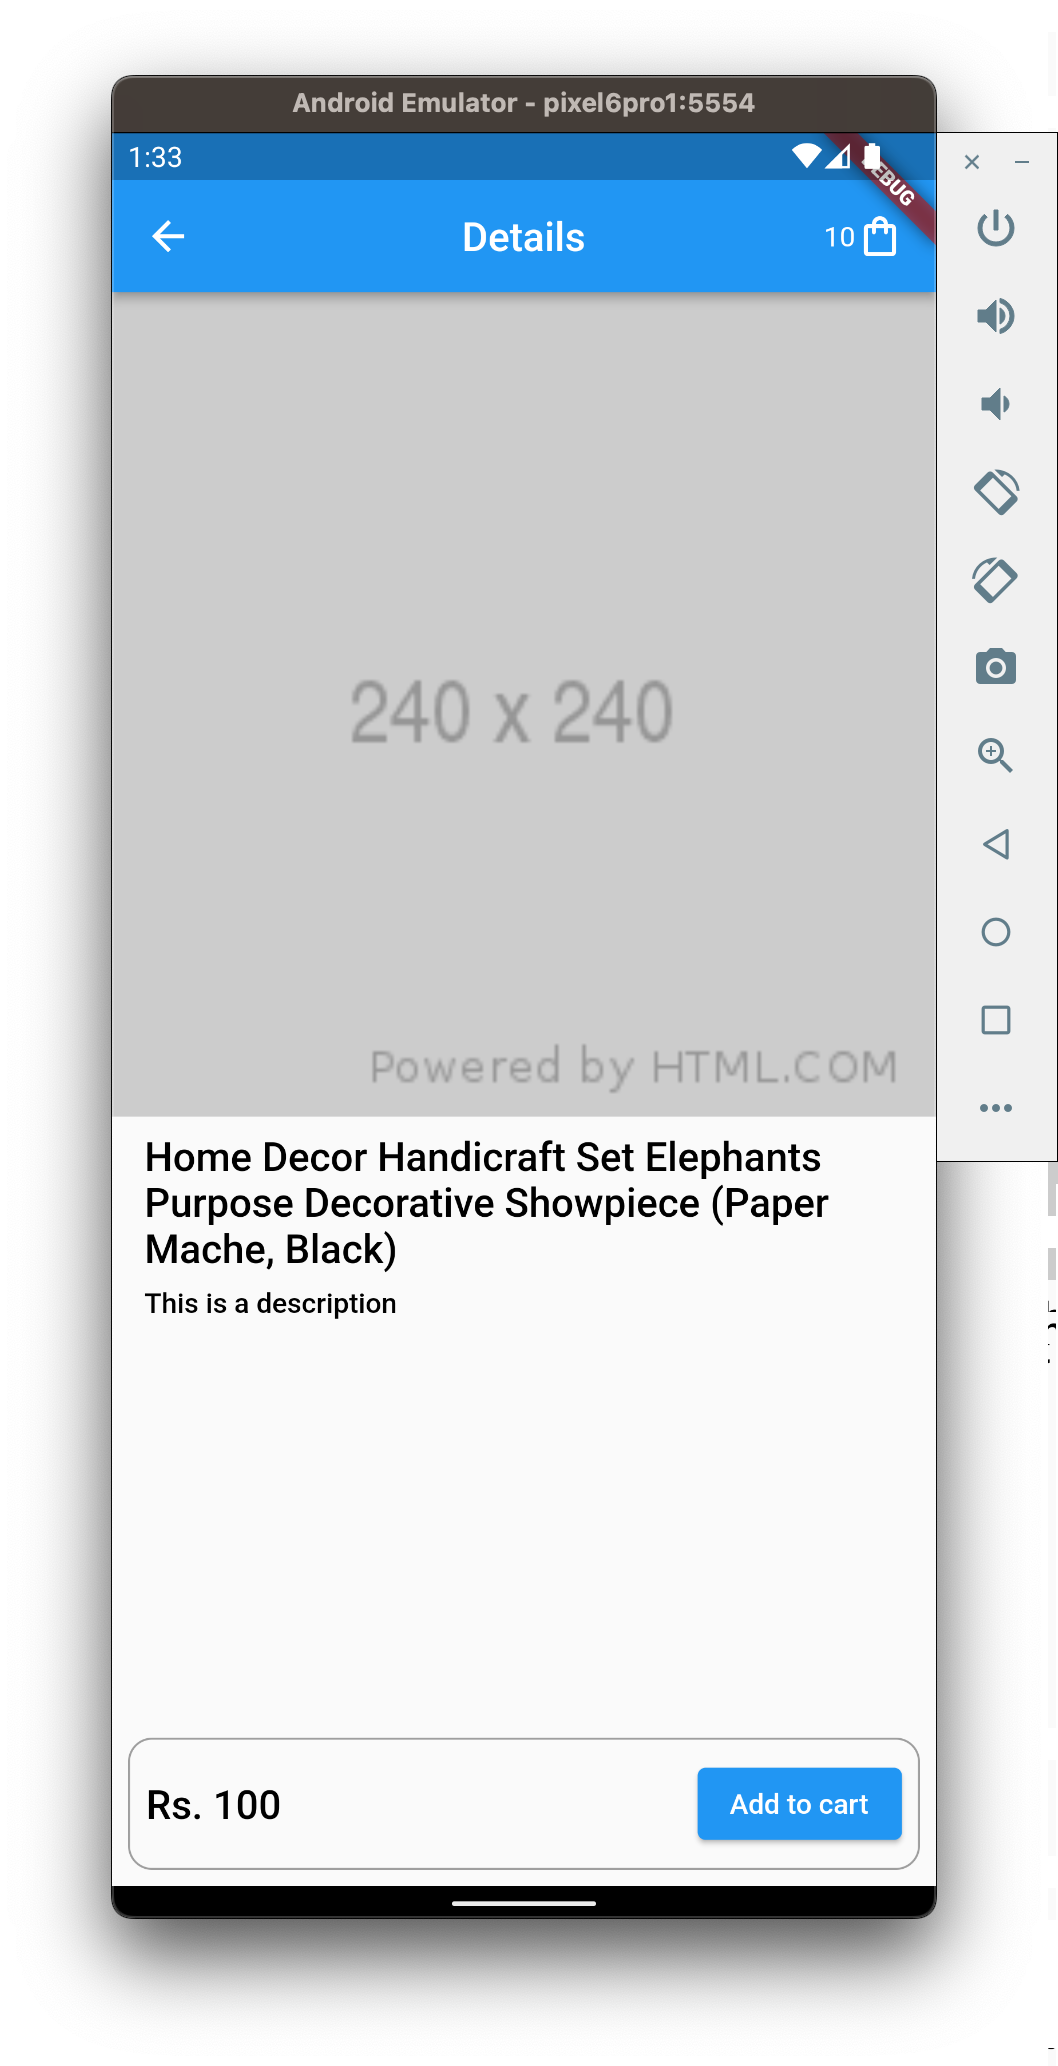 Android Emulator - pixel6pro1:5554
1:33
DEBUG
Details
10
240 x 240
Powered by HTML.COM
Home Decor Handicraft Set Elephants
Purpose Decorative Showpiece (Paper
Mache, Black)
This is a description
Rs. 100
Add to cart